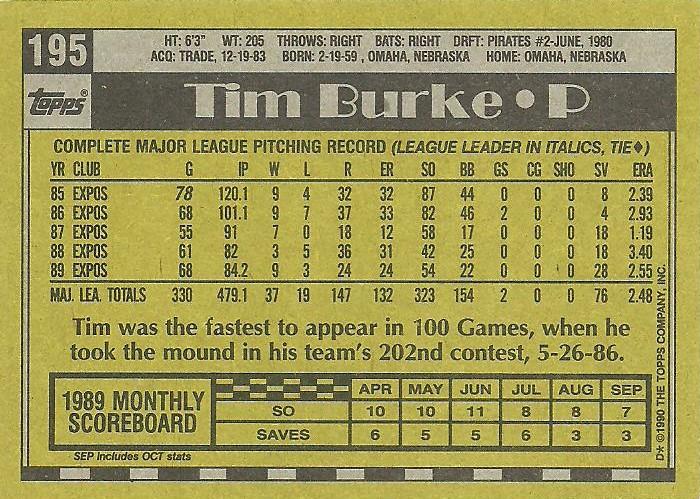 195
HT: 6'3" WT: 205 THROWS: RIGHT BATS: RIGHT DRFT: PIRATES #2-JUNE, 1980
ACQ: TRADE, 12-19-83 BORN: 2-19-59 , OMAHA, NEBRASKA HOME: OMAHA, NEBRASKA
topps®
Tim Burke • P
COMPLETE MAJOR LEAGUE PITCHING RECORD (LEAGUE LEADER IN ITALICS, TIE♦)
YR CLUB G IP W L R ER SO BB GS CG SHO SV ERA
85 EXPOS 78 120.1 9 4 32 32 87 44 0 0 0 8 2.39
86 EXPOS 68 101.1 9 7 37 33 82 46 2 0 0 4 2.93
87 EXPOS 55 91 7 0 18 12 58 17 0 0 0 18 1.19
88 EXPOS 61 82 3 5 36 31 42 25 0 0 0 18 3.40
89 EXPOS 68 84.2 9 3 24 24 54 22 0 0 0 28 2.55
MAJ. LEA. TOTALS 330 479.1 37 19 147 132 323 154 2 0 0 76 2.48
Tim was the fastest to appear in 100 Games, when he
took the mound in his team's 202nd contest, 5-26-86.
1989 MONTHLY
SCOREBOARD
APR MAY JUN JUL AUG SEP
SO 10 10 11 8 8 7
SAVES 6 5 5 6 3 3
SEP Includes OCT stats
D* ©1990 THE TOPPS COMPANY, INC.